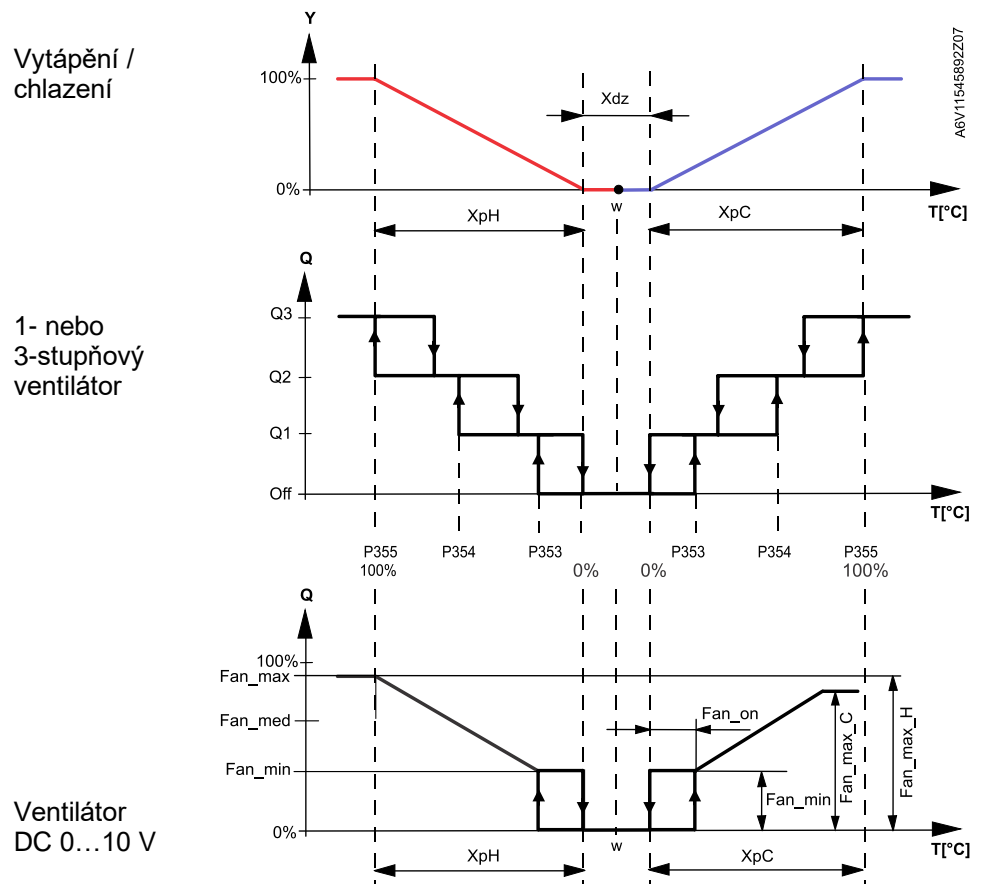 Y
Vytápění /
chlazení
100%
Xdz
0%
w
T[°C]
XpH
XpC
A6V11545892Z07
Q
1- nebo
3-stupňový
ventilátor
Q3
Q2
Q1
Off
T[°C]
P355
100%
P354
P353
0%
0%
P353
P354
P355
100%
Q
100%
Fan_max
Fan_med
Fan_min
Fan_on
Fan_min
Fan_max_C
Fan_max_H
Ventilátor
DC 0…10 V
0%
w
T[°C]
XpH
XpC